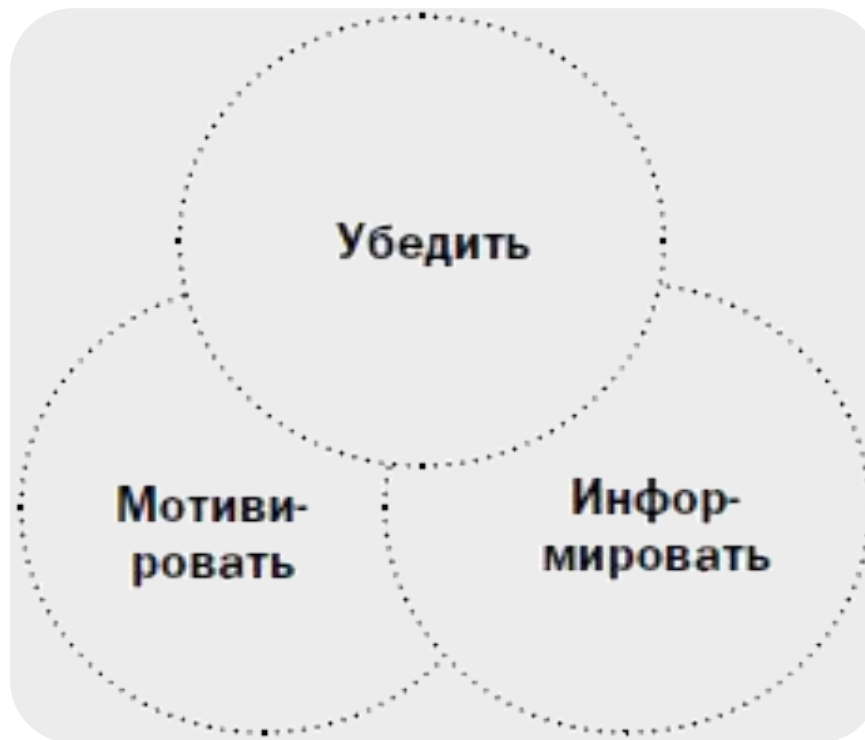 Убедить
Мотиви-
ровать
Инфор-
мировать